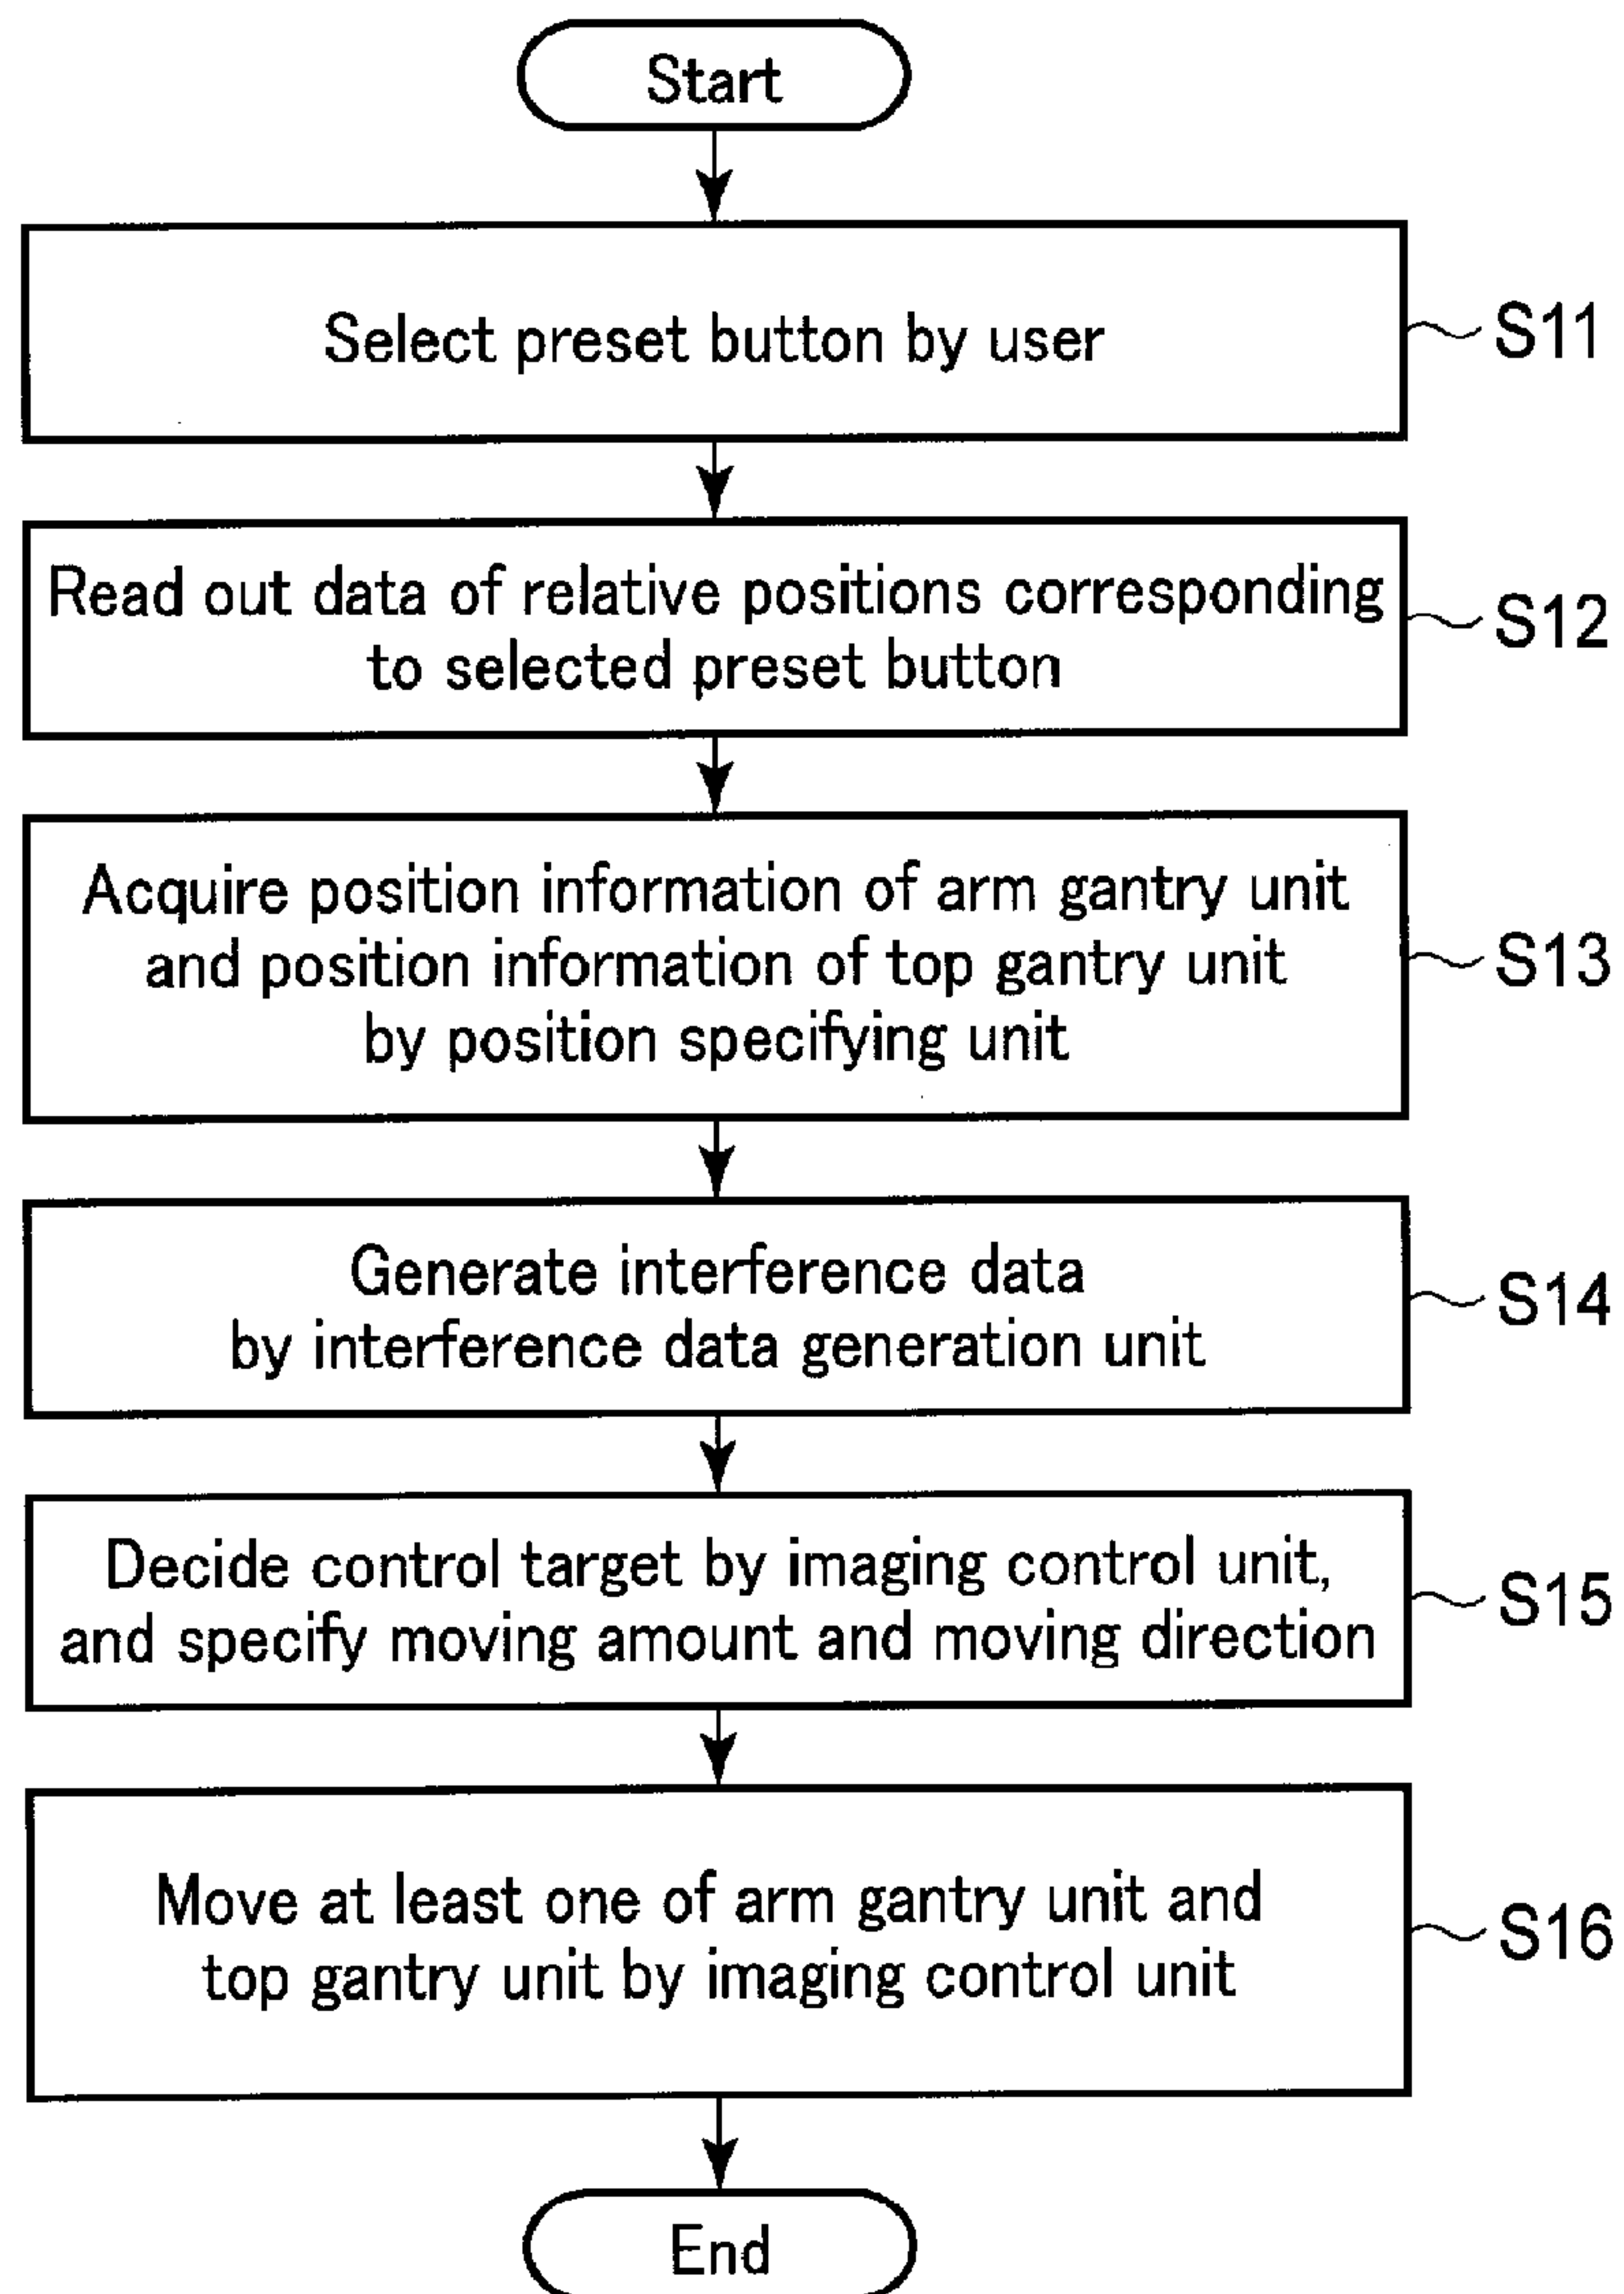 Start
Select preset button by user
S11
Read out data of relative positions corresponding
to selected preset button
S12
Acquire position information of arm gantry unit
and position information of top gantry unit
by position specifying unit
S13
Generate interference data
by interference data generation unit
S14
Decide control target by imaging control unit,
and specify moving amount and moving direction
S15
Move at least one of arm gantry unit and
top gantry unit by imaging control unit
S16
End